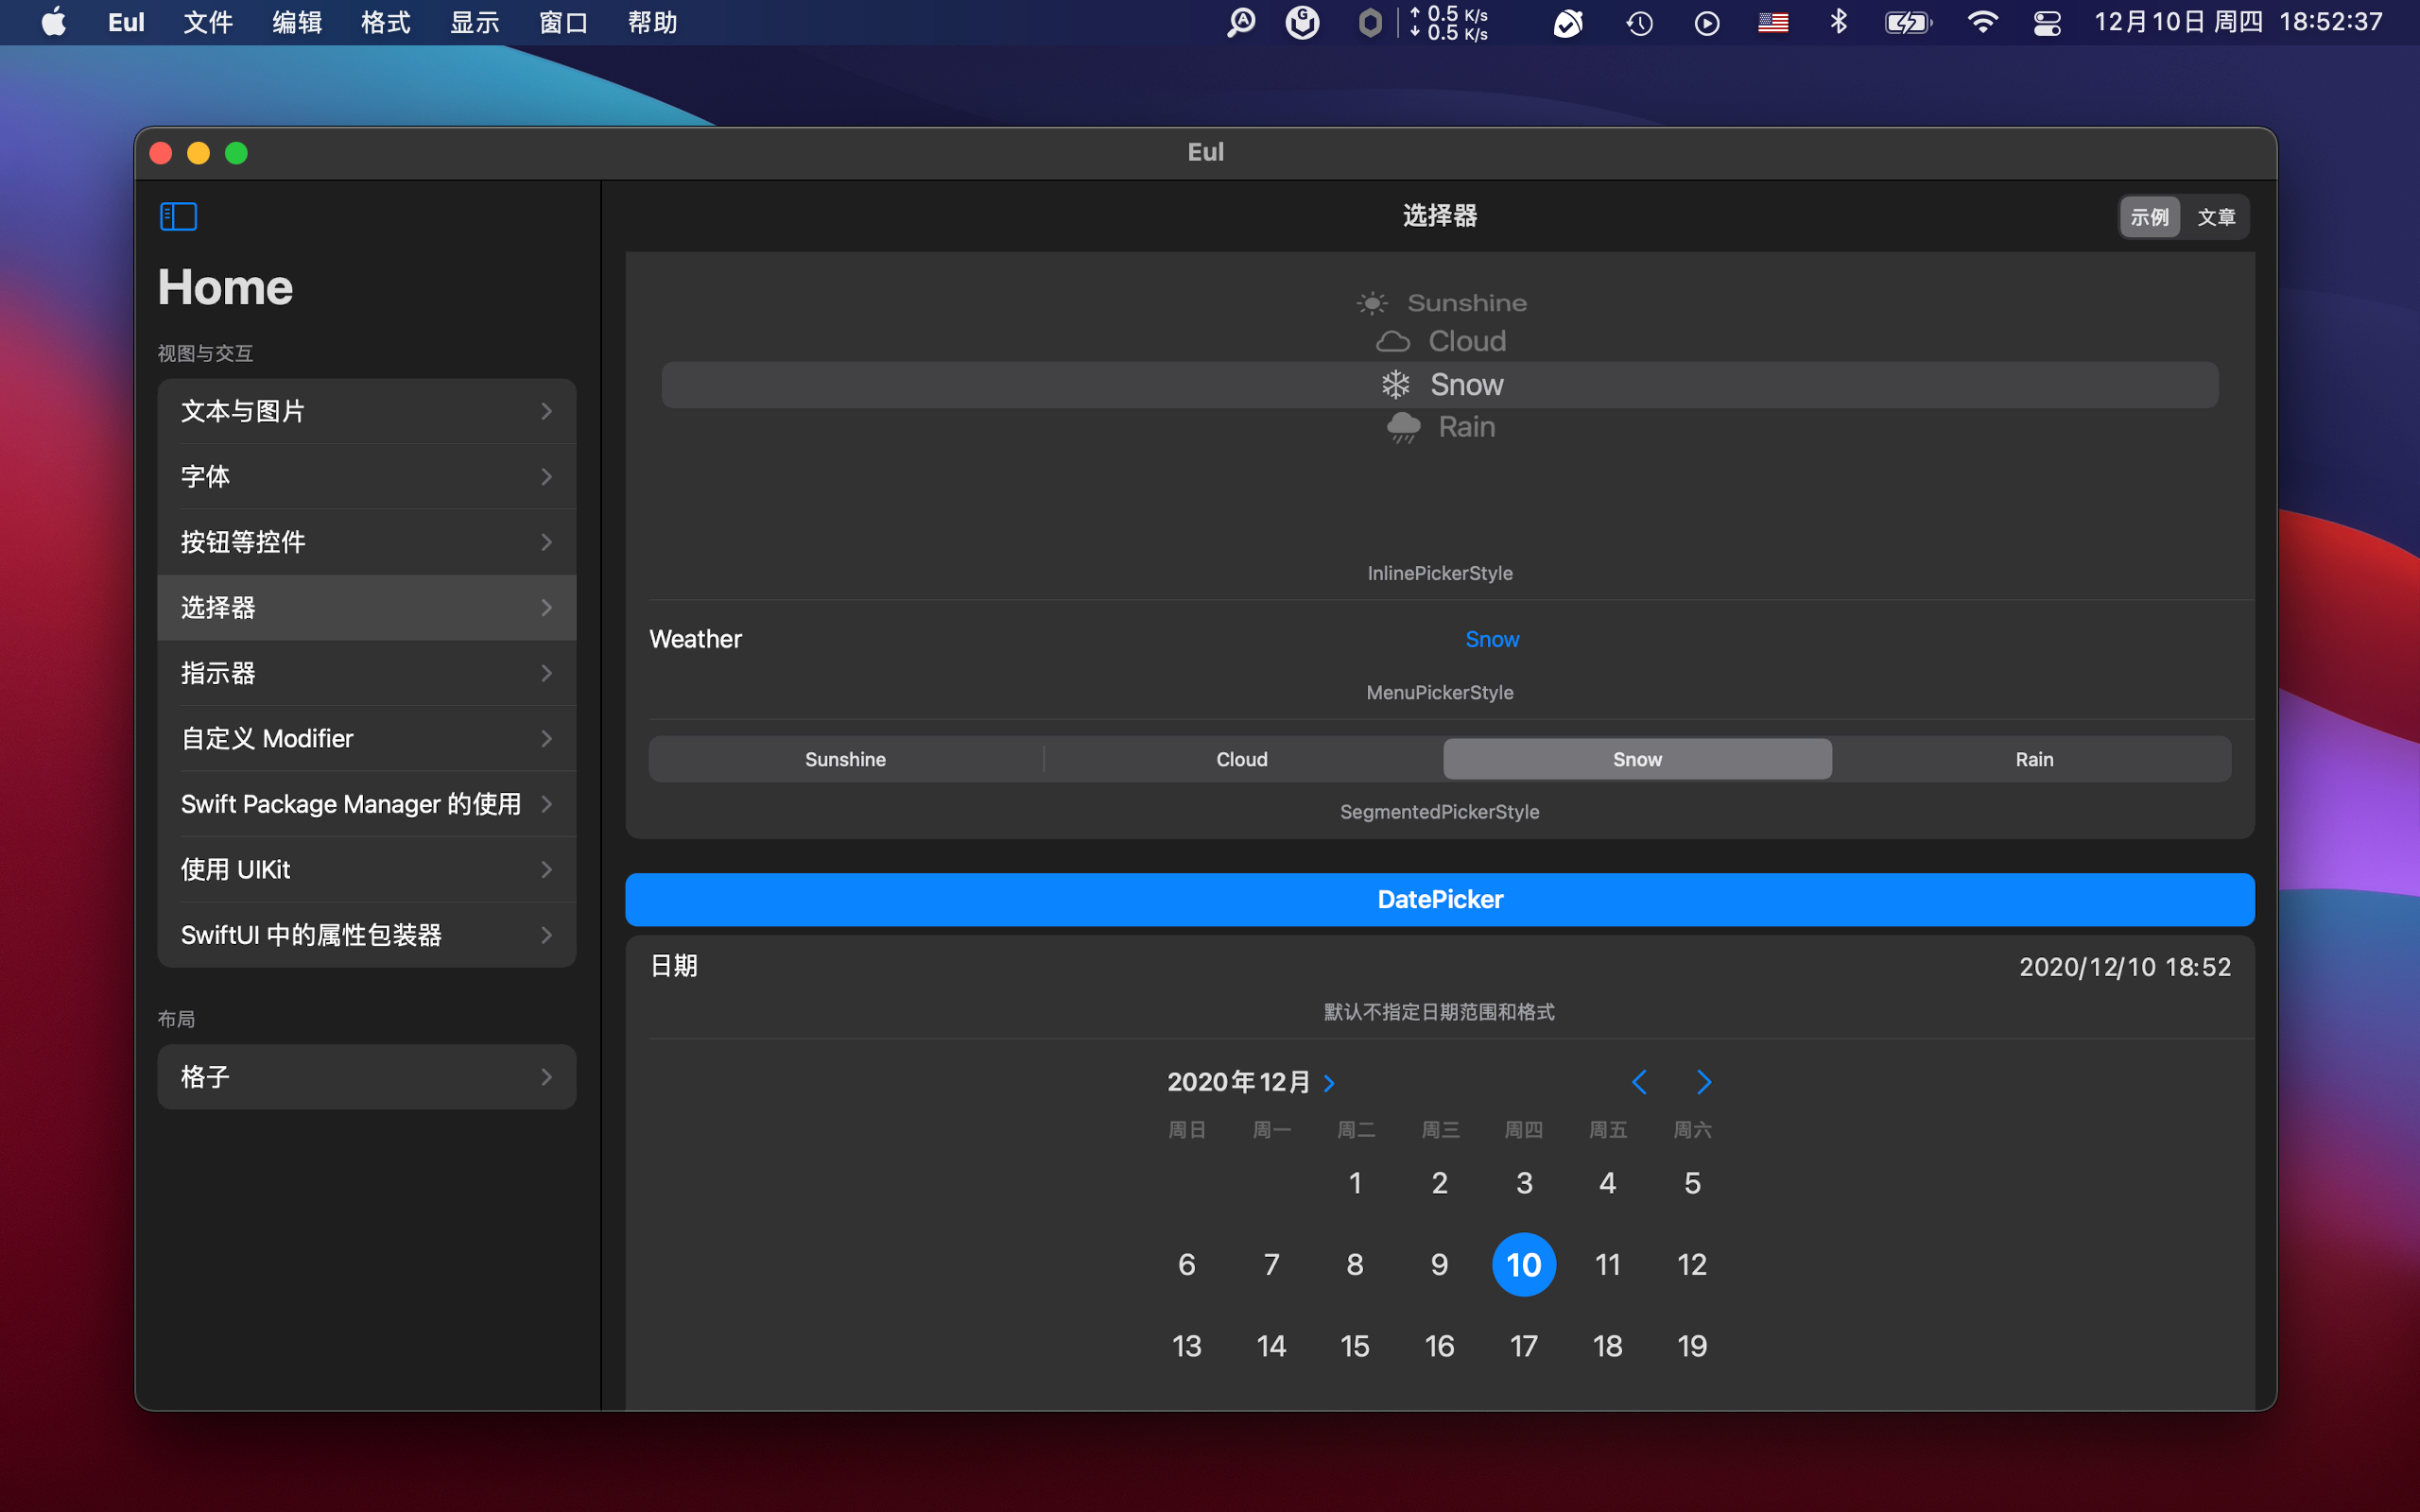 Eul 文件 编辑 格式 显示 窗口 帮助 0.5 K/s 0.5 K/s 12月10日 周四 18:52:37
Eul
Home
视图与交互
文本与图片
字体
按钮等控件
选择器
指示器
自定义 Modifier
Swift Package Manager 的使用
使用 UIKit
SwiftUI 中的属性包装器
布局
格子
选择器
示例 文章
Sunshine
Cloud
Snow
Rain
InlinePickerStyle
Weather Snow
MenuPickerStyle
Sunshine Cloud Snow Rain
SegmentedPickerStyle
DatePicker
日期 2020/12/10 18:52
默认不指定日期范围和格式
2020年12月
周日 周一 周二 周三 周四 周五 周六
1 2 3 4 5
6 7 8 9 10 11 12
13 14 15 16 17 18 19